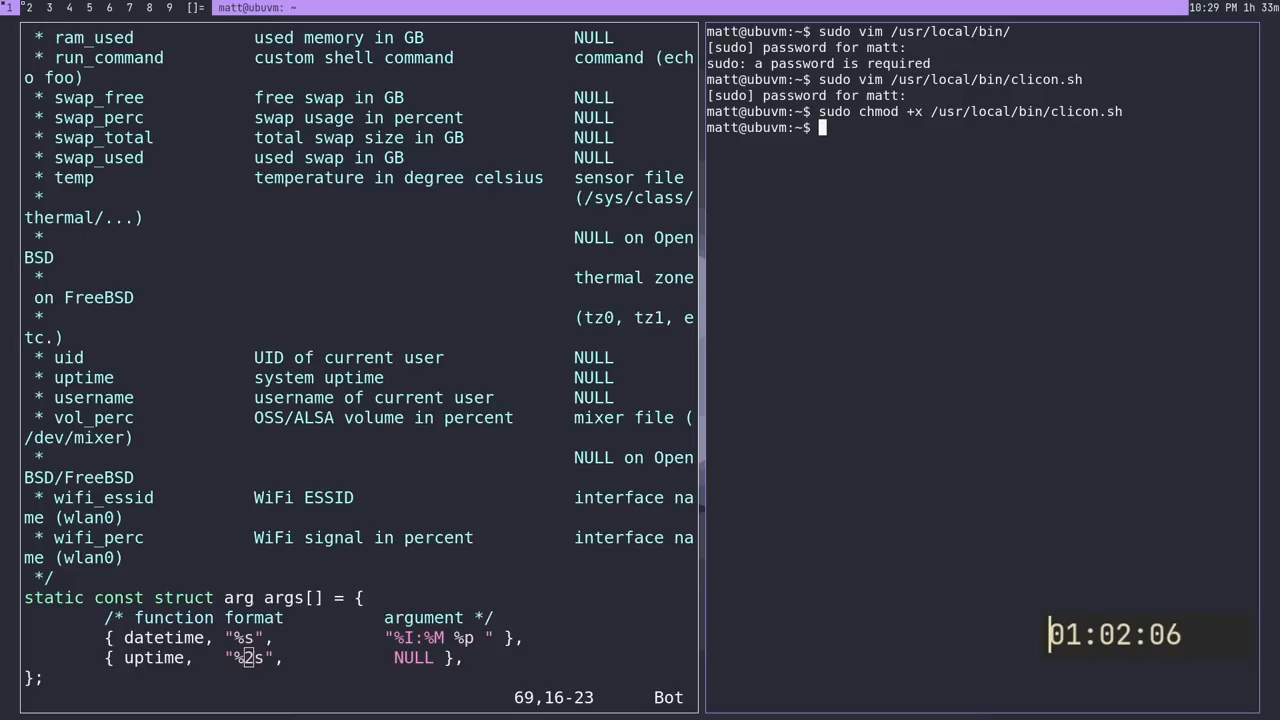 1 2 3 4 5 6 7 8 9 []= matt@ubuvm: ~ 10:29 PM 1h 33m
* ram_used used memory in GB NULL
* run_command custom shell command command (ech
o foo)
* swap_free free swap in GB NULL
* swap_perc swap usage in percent NULL
* swap_total total swap size in GB NULL
* swap_used used swap in GB NULL
* temp temperature in degree celsius sensor file
* (/sys/class/
thermal/...)
* NULL on Open
BSD
* thermal zone
on FreeBSD
* (tz0, tz1, e
tc.)
* uid UID of current user NULL
* uptime system uptime NULL
* username username of current user NULL
* vol_perc OSS/ALSA volume in percent mixer file (
/dev/mixer)
* NULL on Open
BSD/FreeBSD
* wifi_essid WiFi ESSID interface na
me (wlan0)
* wifi_perc WiFi signal in percent interface na
me (wlan0)
*/
static const struct arg args[] = {
/* function format argument */
{ datetime, "%s", "%I:%M %p " },
{ uptime, "%2s", NULL },
};
69,16-23 Bot
matt@ubuvm:~$ sudo vim /usr/local/bin/
[sudo] password for matt:
sudo: a password is required
matt@ubuvm:~$ sudo vim /usr/local/bin/clicon.sh
[sudo] password for matt:
matt@ubuvm:~$ sudo chmod +x /usr/local/bin/clicon.sh
matt@ubuvm:~$
01:02:06